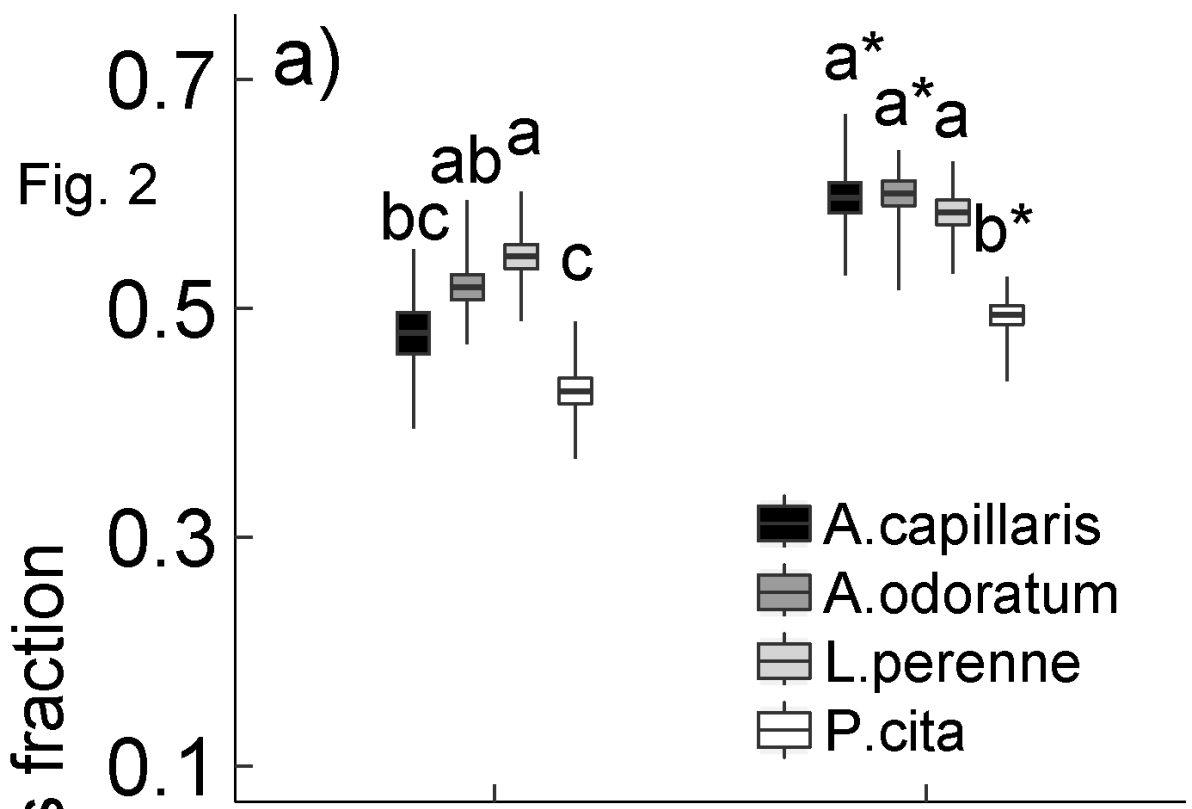 a)
0.7
0.5
0.3
0.1
Fig. 2
bc
ab
a
c
a*
a*
a
b*
A.capillaris
A.odoratum
L.perenne
P.cita
fraction